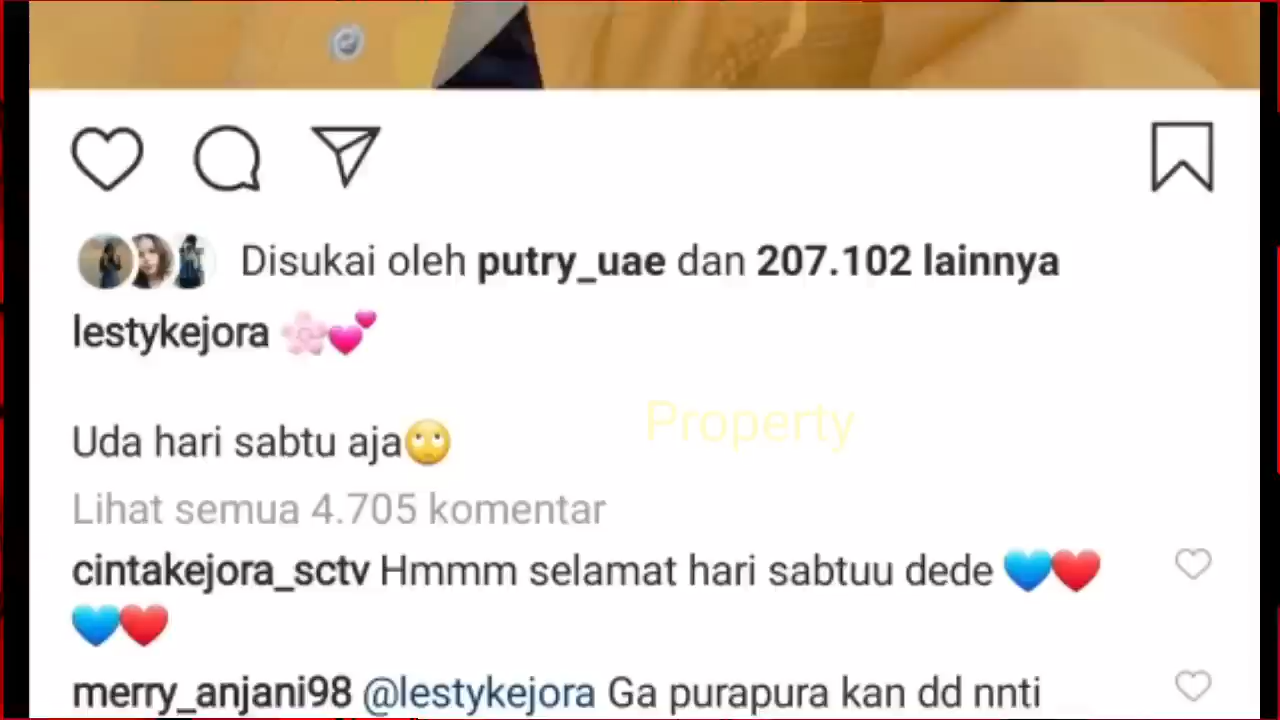 Disukai oleh putry_uae dan 207.102 lainnya
lestykejora 🌸💕
Property
Uda hari sabtu aja🙄
Lihat semua 4.705 komentar
cintakejora_sctv Hmmm selamat hari sabtuu dede 💙❤️
💙❤️
merry_anjani98 @lestykejora Ga purapura kan dd nnti